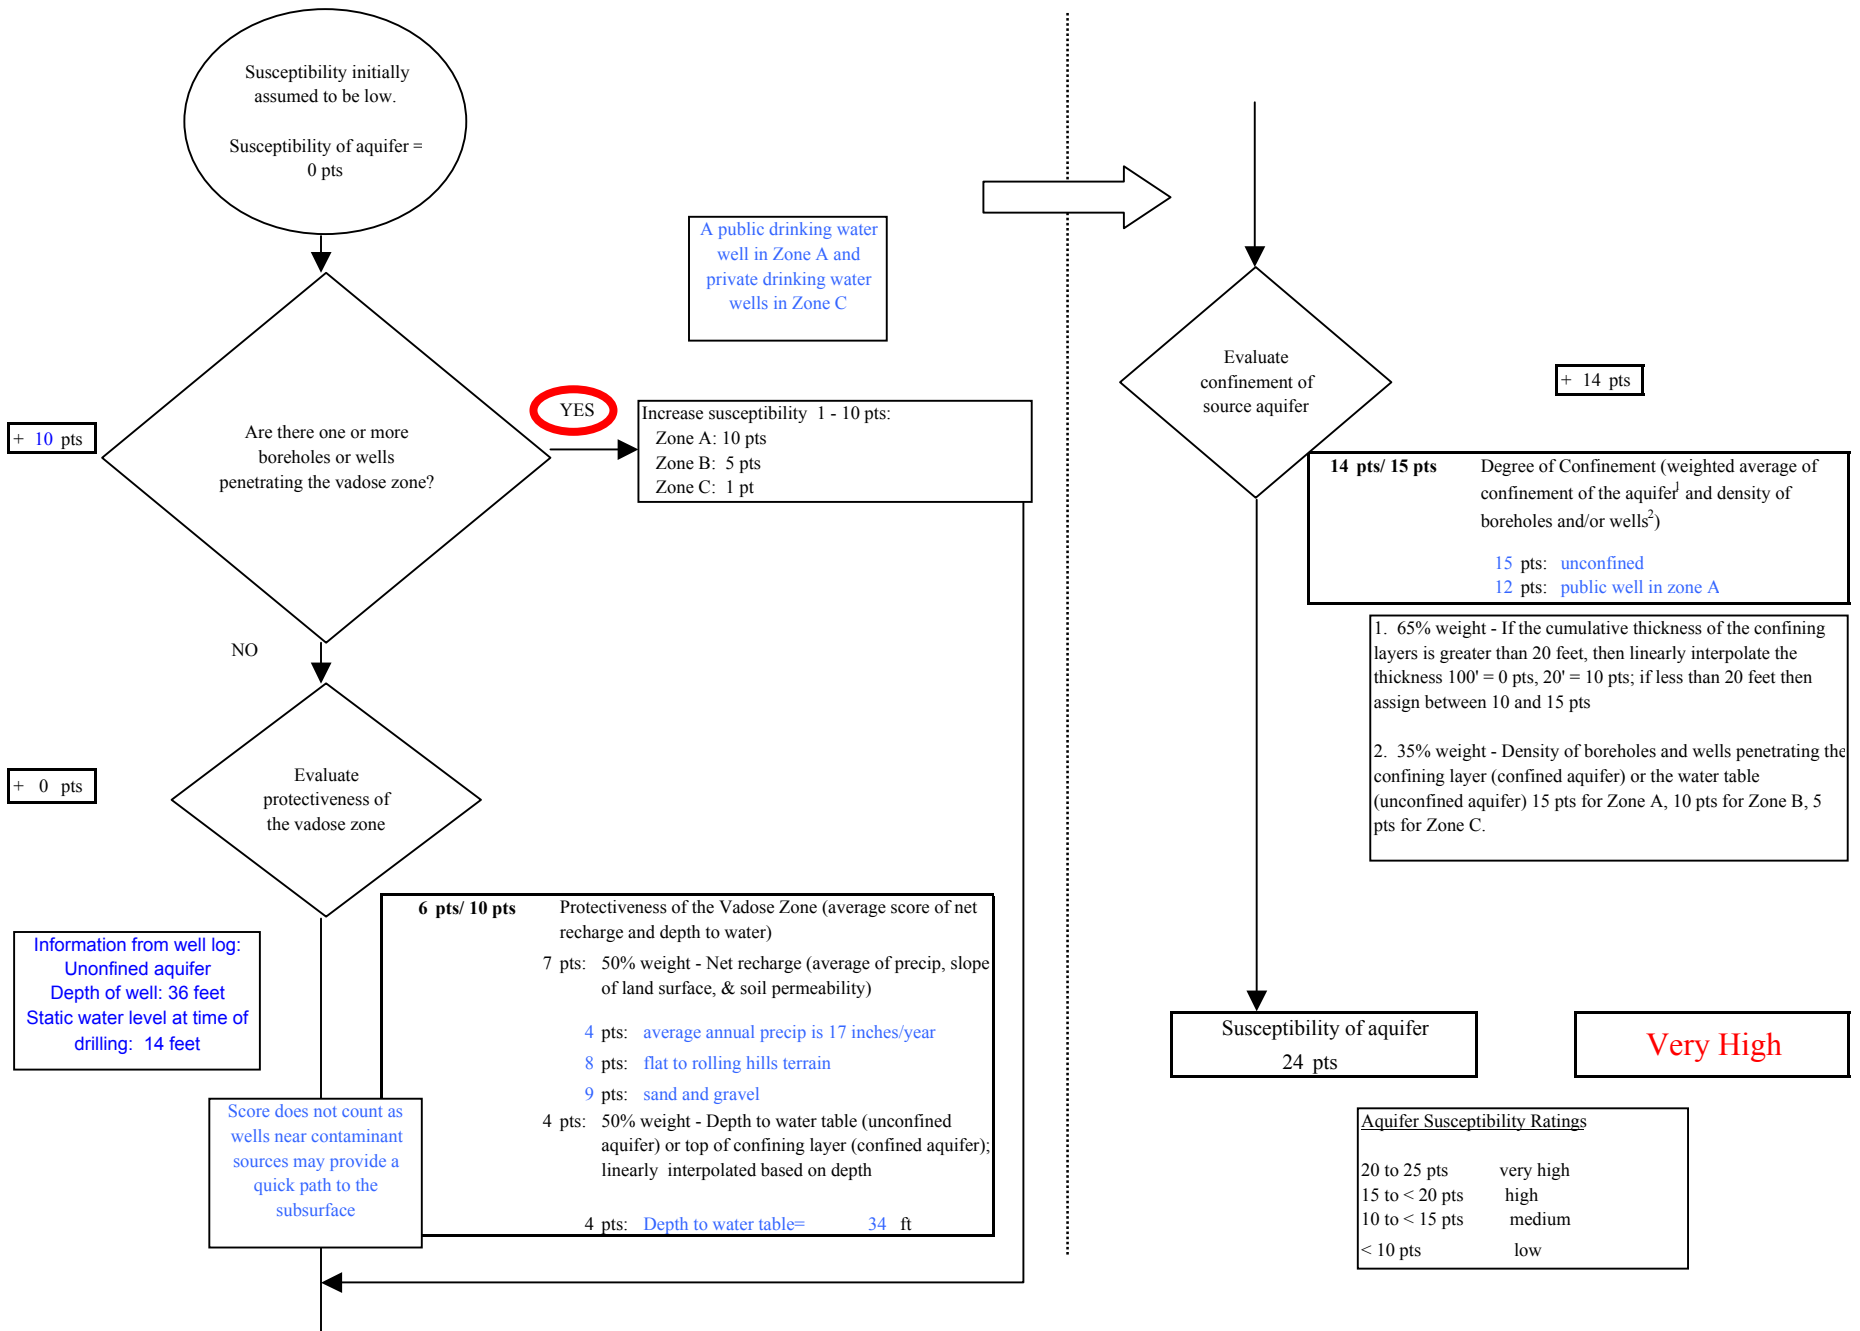 Susceptibility initially
assumed to be low.
Susceptibility of aquifer =
0 pts
A public drinking water
well in Zone A and
private drinking water
wells in Zone C
+ 10 pts
Are there one or more
boreholes or wells
penetrating the vadose zone?
YES
Increase susceptibility 1 - 10 pts:
Zone A: 10 pts
Zone B: 5 pts
Zone C: 1 pt
NO
+ 0 pts
Evaluate
protectiveness of
the vadose zone
Information from well log:
Unonfined aquifer
Depth of well: 36 feet
Static water level at time of
drilling: 14 feet
6 pts/ 10 pts Protectiveness of the Vadose Zone (average score of net
recharge and depth to water)
7 pts: 50% weight - Net recharge (average of precip, slope
of land surface, & soil permeability)
4 pts: average annual precip is 17 inches/year
8 pts: flat to rolling hills terrain
9 pts: sand and gravel
4 pts: 50% weight - Depth to water table (unconfined
aquifer) or top of confining layer (confined aquifer);
linearly interpolated based on depth
4 pts: Depth to water table= 34 ft
Score does not count as
wells near contaminant
sources may provide a
quick path to the
subsurface
Evaluate
confinement of
source aquifer
+ 14 pts
14 pts/ 15 pts Degree of Confinement (weighted average of
confinement of the aquifer1 and density of
boreholes and/or wells2)
15 pts: unconfined
12 pts: public well in zone A
1. 65% weight - If the cumulative thickness of the confining
layers is greater than 20 feet, then linearly interpolate the
thickness 100' = 0 pts, 20' = 10 pts; if less than 20 feet then
assign between 10 and 15 pts
2. 35% weight - Density of boreholes and wells penetrating the
confining layer (confined aquifer) or the water table
(unconfined aquifer) 15 pts for Zone A, 10 pts for Zone B, 5
pts for Zone C.
Susceptibility of aquifer
24 pts
Very High
Aquifer Susceptibility Ratings
20 to 25 pts very high
15 to < 20 pts high
10 to < 15 pts medium
< 10 pts low